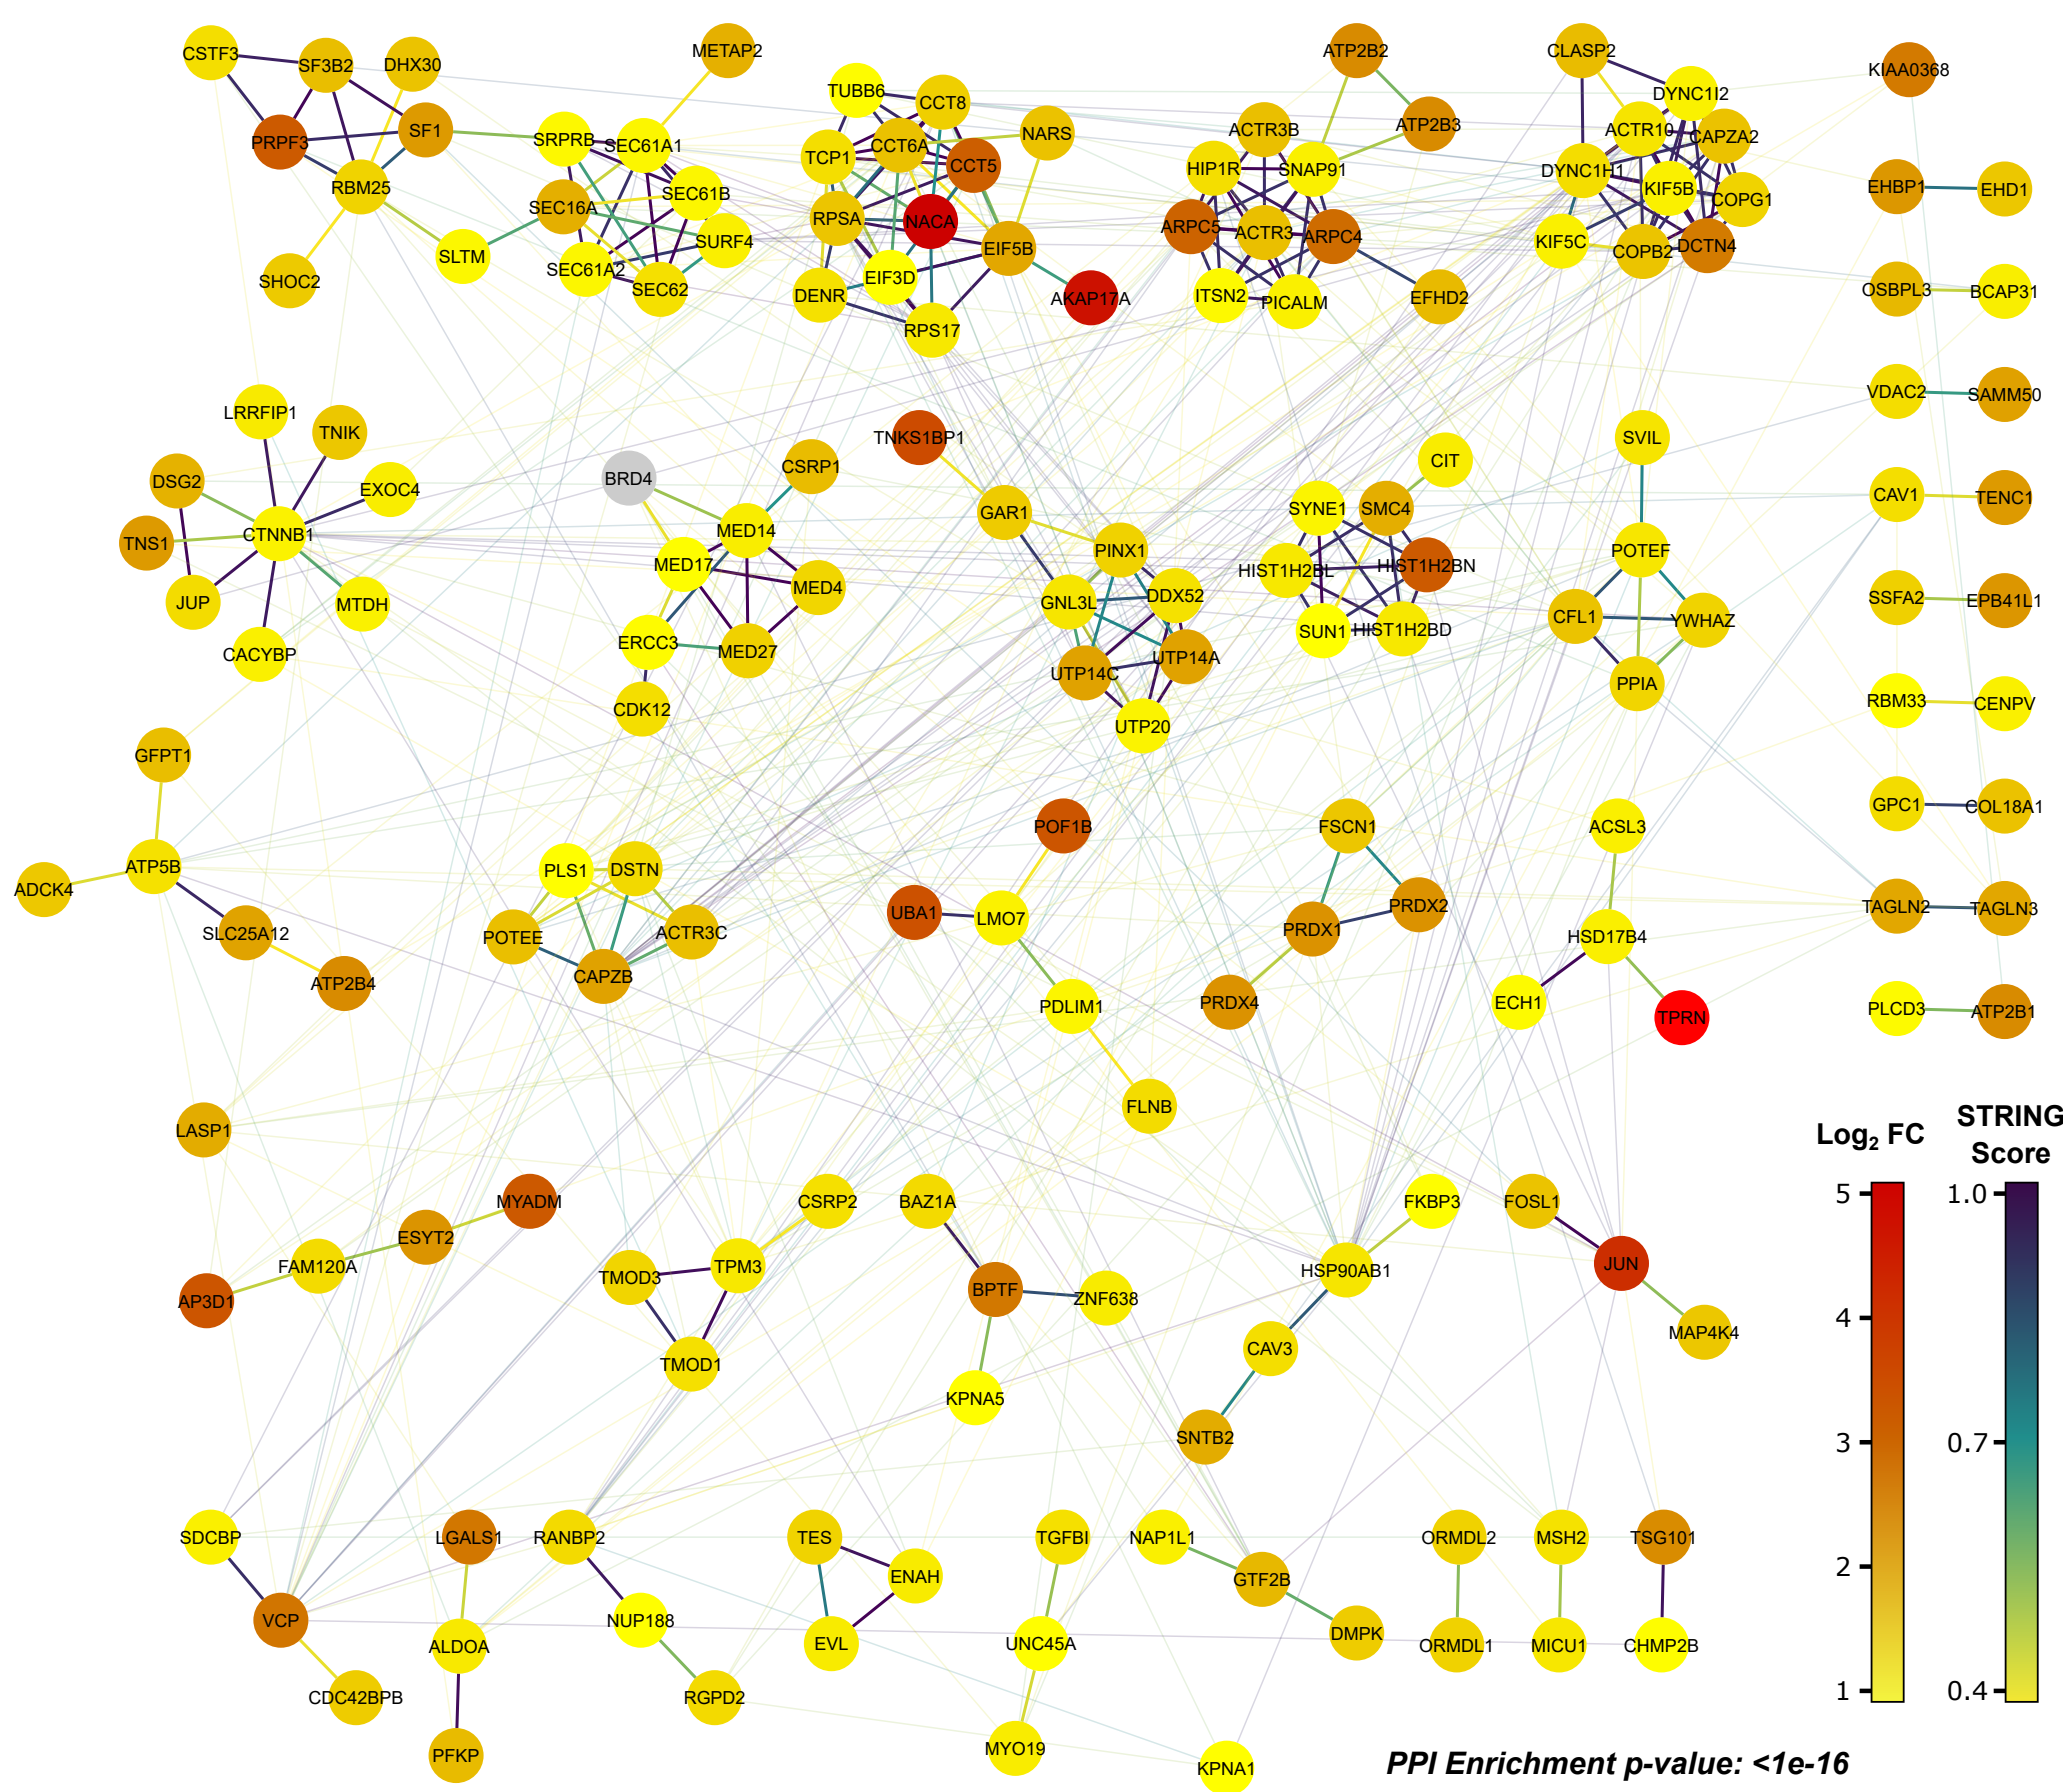 CSTF3
SF3B2
DHX30
METAP2
PRPF3
SF1
RBM25
SHOC2
SLTM
SRPRB
SEC61A1
SEC61B
SEC16A
SURF4
SEC61A2
SEC62
TUBB6
CCT8
NARS
TCP1
CCT6A
CCT5
RPSA
NACA
EIF5B
EIF3D
DENR
RPS17
AKAP17A
ATP2B2
ATP2B3
ACTR3B
HIP1R
SNAP91
ARPC5
ACTR3
ARPC4
ITSN2
PICALM
EFHD2
CLASP2
DYNC1I2
ACTR10
CAPZA2
DYNC1H1
KIF5B
COPG1
KIF5C
COPB2
DCTN4
KIAA0368
EHBP1
EHD1
OSBPL3
BCAP31
VDAC2
SAMM50
CAV1
TENC1
SSFA2
EPB41L1
RBM33
CENPV
GPC1
COL18A1
TAGLN2
TAGLN3
PLCD3
ATP2B1
LRRFIP1
TNIK
DSG2
EXOC4
TNS1
CTNNB1
JUP
MTDH
CACYBP
BRD4
CSRP1
MED14
MED17
MED4
ERCC3
MED27
CDK12
TNKS1BP1
GAR1
PINX1
GNL3L
DDX52
UTP14C
UTP14A
UTP20
CIT
SYNE1
SMC4
HIST1H2BL
HIST1H2BN
SUN1
HIST1H2BD
SVIL
POTEF
CFL1
YWHAZ
PPIA
GFPT1
ATP5B
ADCK4
SLC25A12
ATP2B4
PLS1
DSTN
POTEE
ACTR3C
CAPZB
POF1B
UBA1
LMO7
PDLIM1
FLNB
FSCN1
PRDX2
PRDX1
PRDX4
ACSL3
HSD17B4
ECH1
TPRN
LASP1
MYADM
ESYT2
FAM120A
AP3D1
CSRP2
TMOD3
TPM3
TMOD1
BAZ1A
BPTF
ZNF638
KPNA5
FKBP3
HSP90AB1
CAV3
SNTB2
FOSL1
JUN
MAP4K4
SDCBP
VCP
CDC42BPB
LGALS1
ALDOA
PFKP
RANBP2
NUP188
RGPD2
TES
ENAH
EVL
TGFBI
UNC45A
MYO19
NAP1L1
GTF2B
DMPK
KPNA1
ORMDL2
ORMDL1
MSH2
MICU1
TSG101
CHMP2B
Log2 FC
5
4
3
2
1
STRING
Score
1.0
0.7
0.4
PPI Enrichment p-value: <1e-16